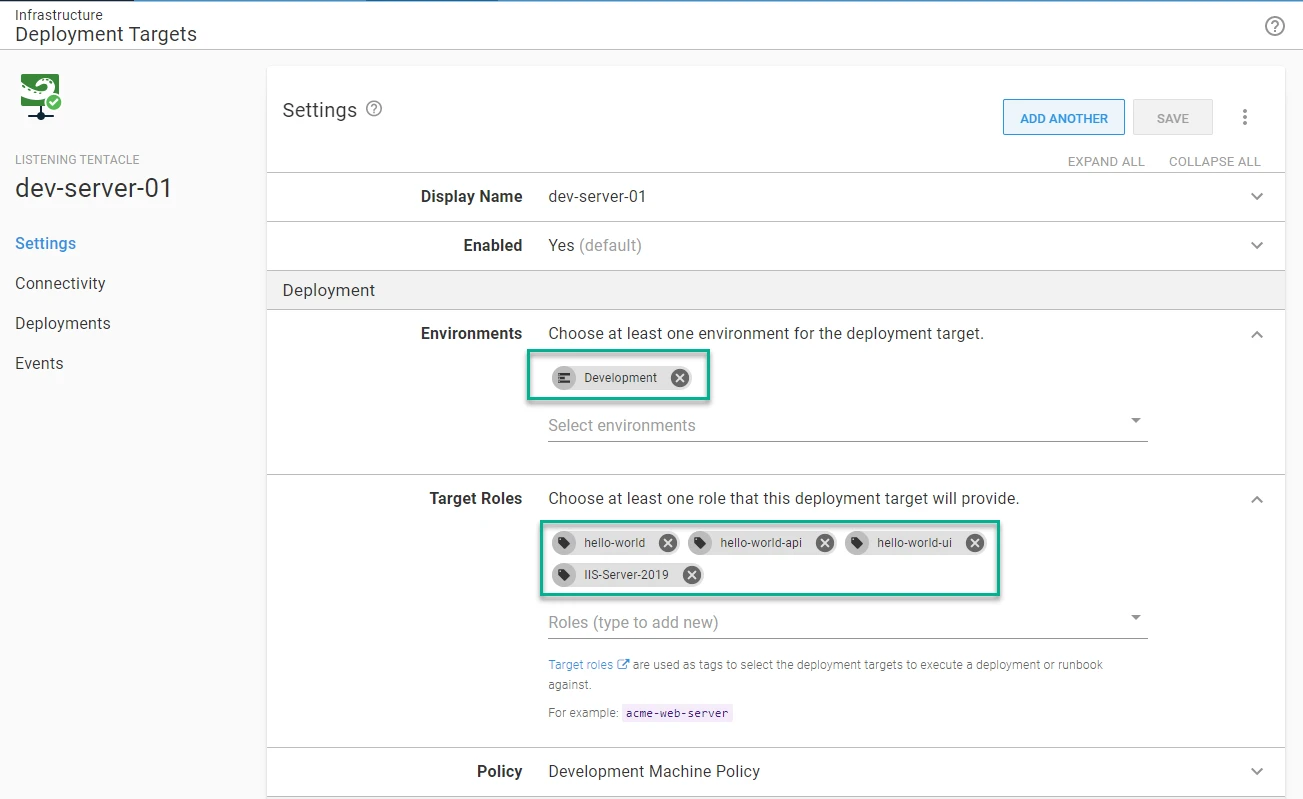 Infrastructure
Deployment Targets
LISTENING TENTACLE
dev-server-01
Settings
Connectivity
Deployments
Events
Settings
ADD ANOTHER
SAVE
EXPAND ALL
COLLAPSE ALL
Display Name
dev-server-01
Enabled
Yes (default)
Deployment
Environments
Choose at least one environment for the deployment target.
Development
Select environments
Target Roles
Choose at least one role that this deployment target will provide.
hello-world
hello-world-api
hello-world-ui
IIS-Server-2019
Roles (type to add new)
Target roles are used as tags to select the deployment targets to execute a deployment or runbook
against.
For example: acme-web-server
Policy
Development Machine Policy